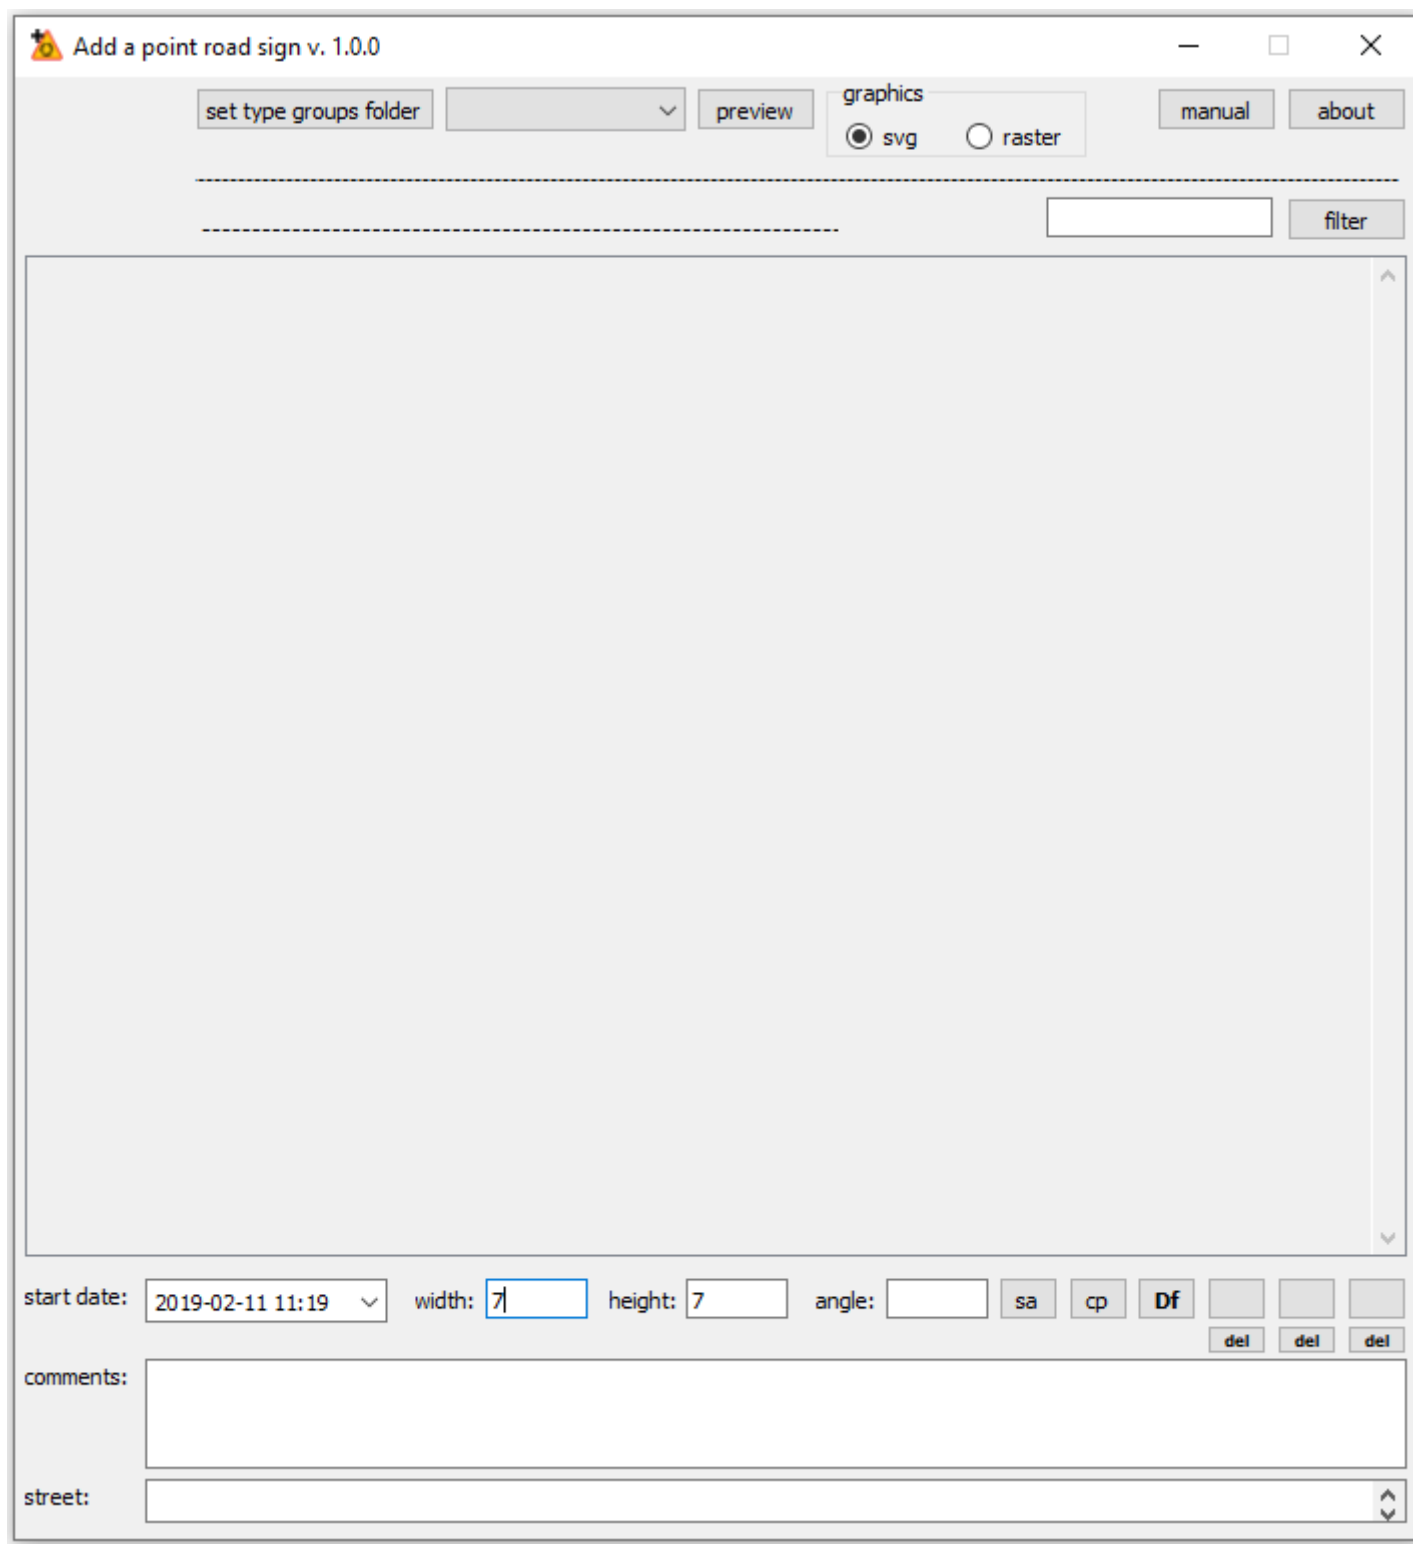 Add a point road sign v. 1.0.0
set type groups folder preview graphics manual about
svg raster
filter
start date: 2019-02-11 11:19 width: 7 height: 7 angle: sa cp Df
del del del
comments:
street: